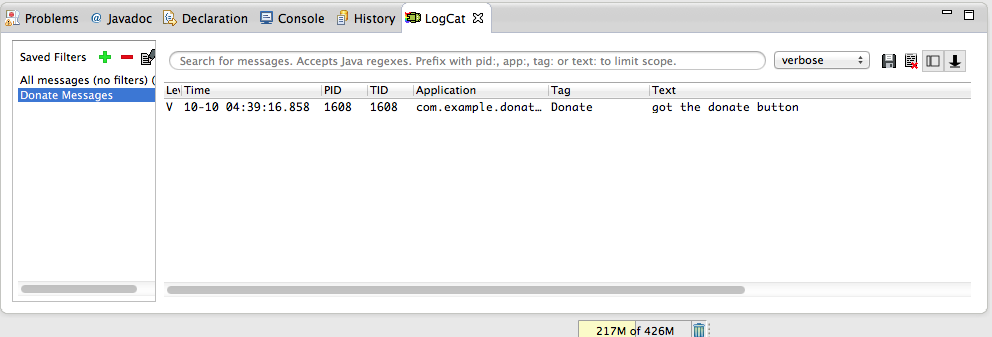 Problems @ Javadoc Declaration Console History LogCat
Saved Filters
Search for messages. Accepts Java regexes. Prefix with pid:, app:, tag: or text: to limit scope. verbose
All messages (no filters) (
Donate Messages
Lev Time PID TID Application Tag Text
V 10-10 04:39:16.858 1608 1608 com.example.donat... Donate got the donate button
217M of 426M